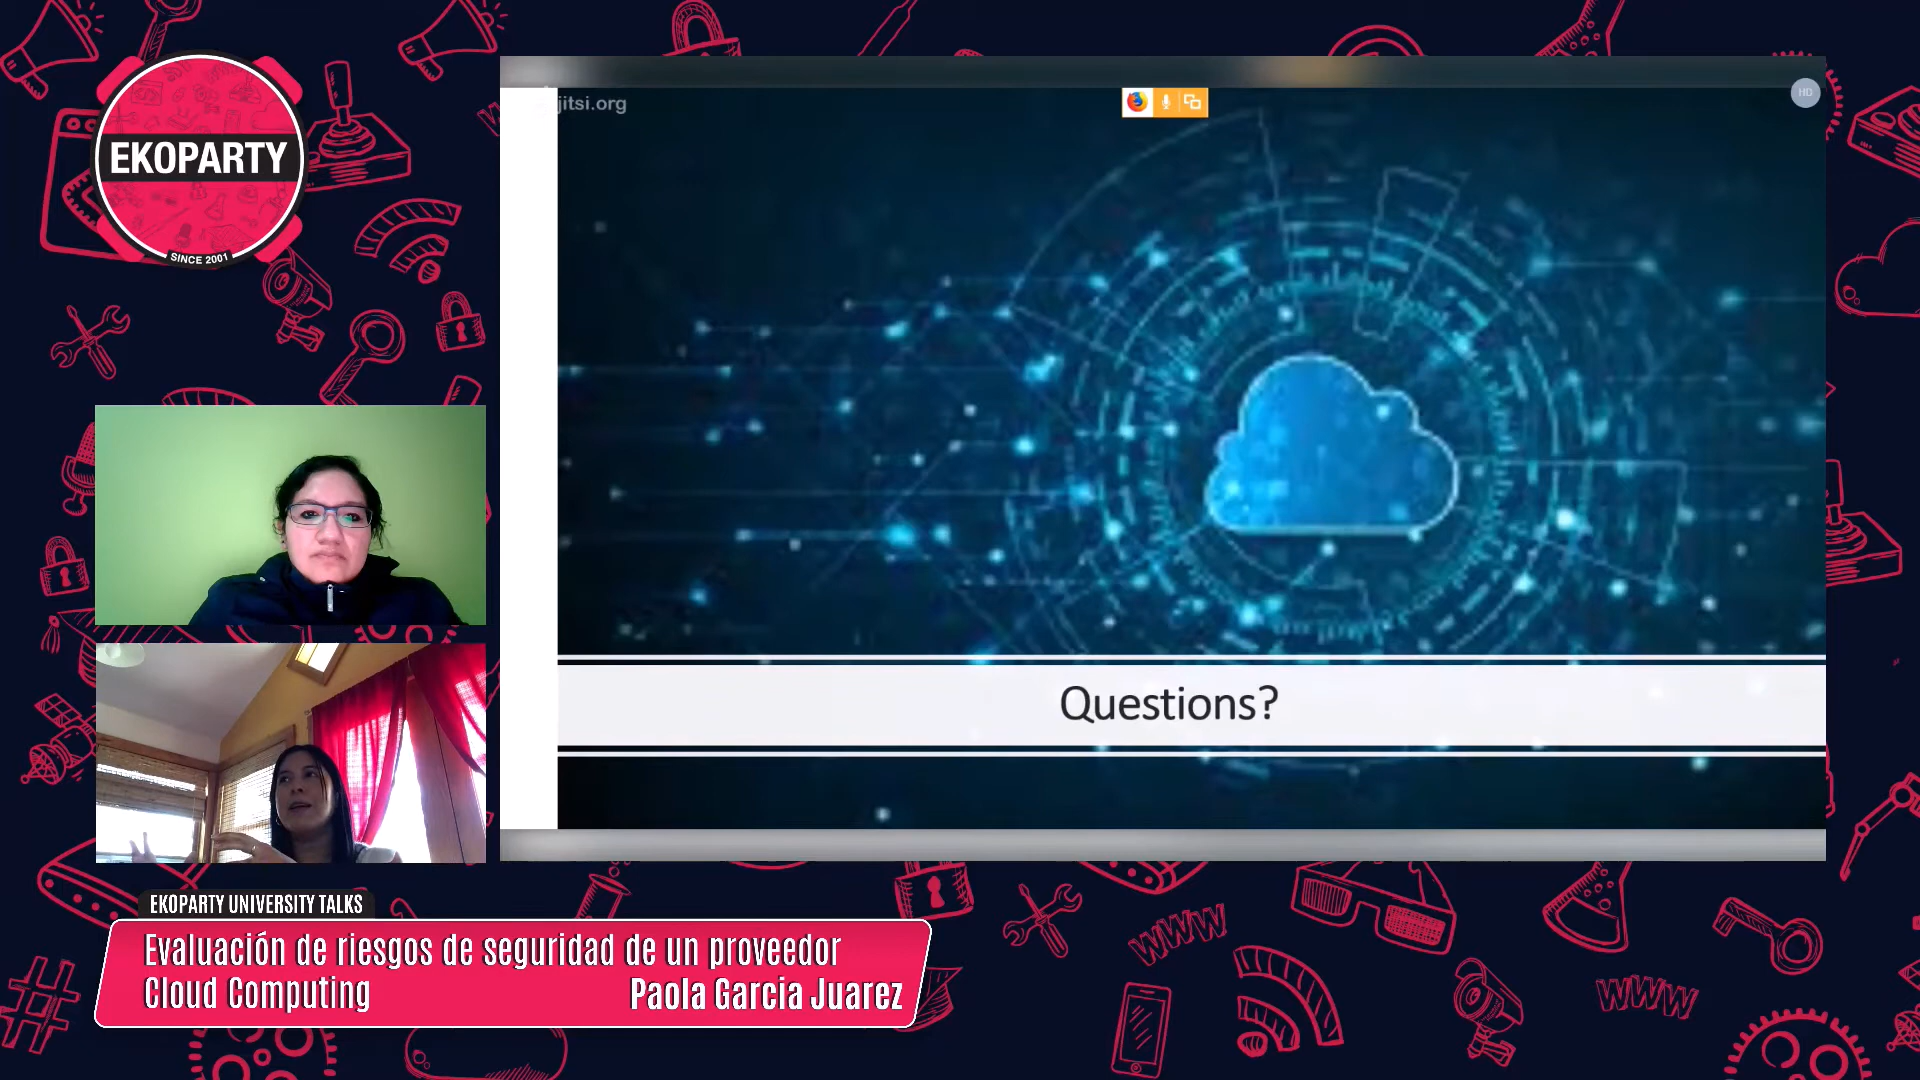 EKOPARTY
SINCE 2001
jitsi.org
HD
Questions?
EKOPARTY UNIVERSITY TALKS
Evaluación de riesgos de seguridad de un proveedor
Cloud Computing
Paola Garcia Juarez
WWW
WWW